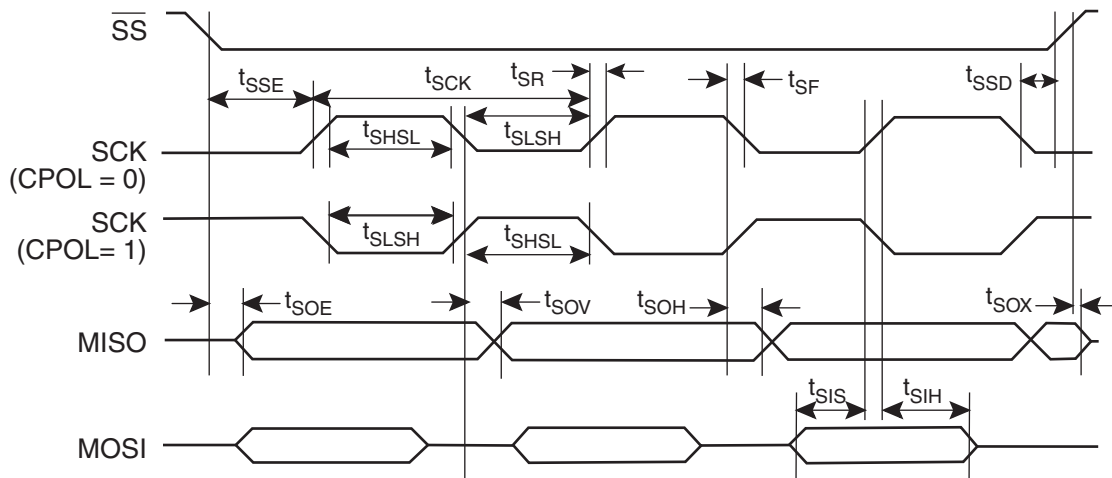 SS
tSSE
tSCK
tSR
tSF
tSSD
SCK
(CPOL = 0)
tSHSL
tSLSH
SCK
(CPOL= 1)
tSLSH
tSHSL
tSOE
tSOV
tSOH
tSOX
MISO
tSIS
tSIH
MOSI